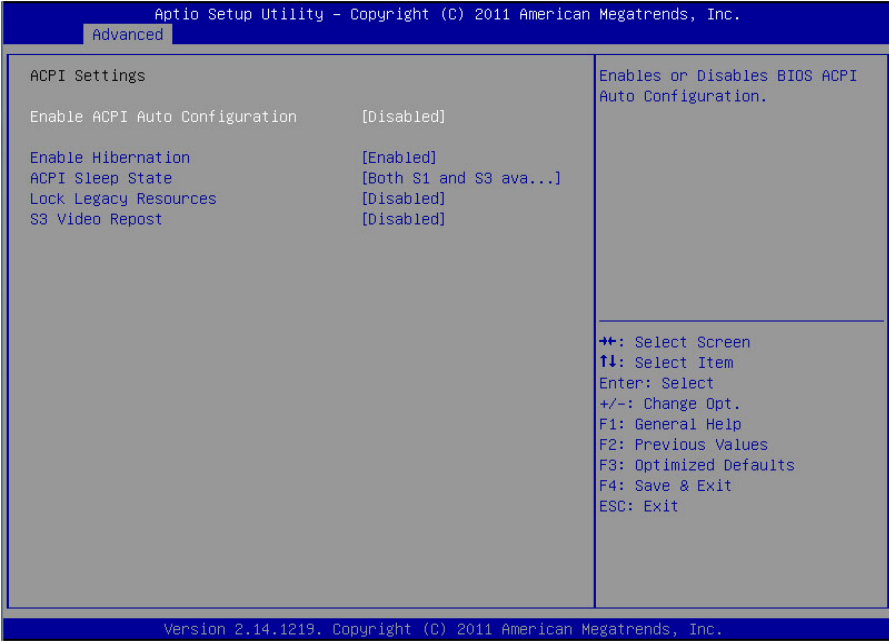 Aptio Setup Utility – Copyright (C) 2011 American Megatrends, Inc.
Advanced
ACPI Settings
Enable ACPI Auto Configuration [Disabled]
Enable Hibernation [Enabled]
ACPI Sleep State [Both S1 and S3 ava...]
Lock Legacy Resources [Disabled]
S3 Video Repost [Disabled]
Enables or Disables BIOS ACPI
Auto Configuration.
→←: Select Screen
↑↓: Select Item
Enter: Select
+/-: Change Opt.
F1: General Help
F2: Previous Values
F3: Optimized Defaults
F4: Save & Exit
ESC: Exit
Version 2.14.1219. Copyright (C) 2011 American Megatrends, Inc.